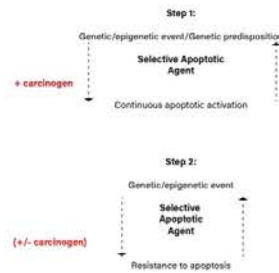 Step 1:
Genetic/epigenetic event/Genetic predisposition
Selective Apoptotic
Agent
+ carcinogen
Continuous apoptotic activation
Step 2:
Genetic/epigenetic event
Selective
Apoptotic
Agent
(+/- carcinogen)
Resistance to apoptosis